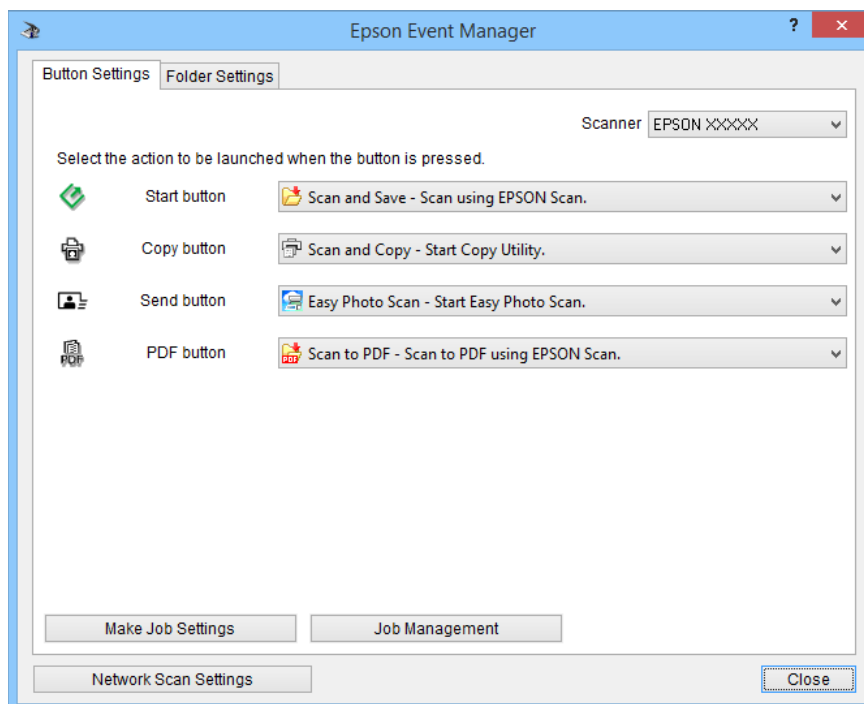 Epson Event Manager
? ×
Button Settings Folder Settings
Scanner EPSON XXXXX
Select the action to be launched when the button is pressed.
Start button Scan and Save - Scan using EPSON Scan.
Copy button Scan and Copy - Start Copy Utility.
Send button Easy Photo Scan - Start Easy Photo Scan.
PDF PDF button PDF Scan to PDF - Scan to PDF using EPSON Scan.
Make Job Settings Job Management
Network Scan Settings Close